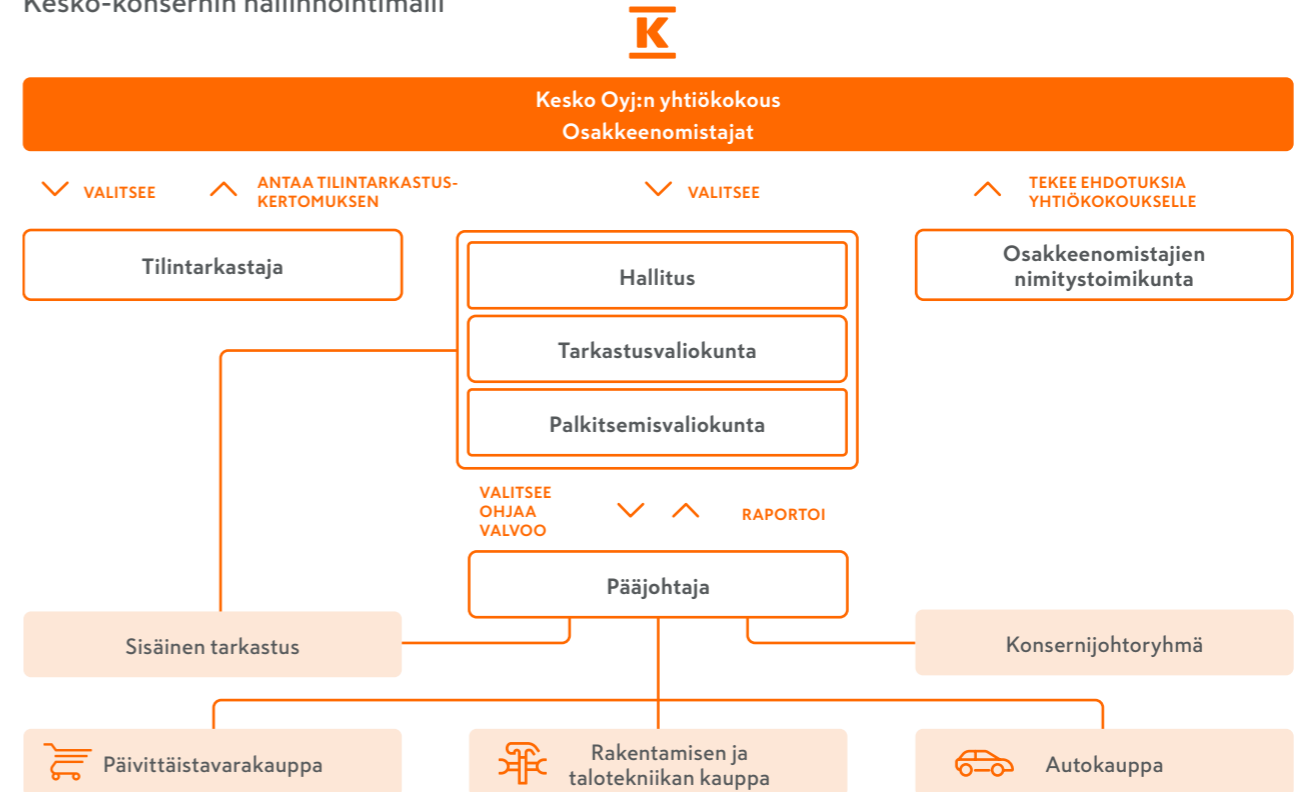 Kesko-konsernin hallinnointimalli
K
Kesko Oyj:n yhtiökokous
Osakkeenomistajat
VALITSEE
ANTAA TILINTARKASTUS-
KERTOMUKSEN
VALITSEE
TEKEE EHDOTUKSIA
YHTIÖKOKOUKSELLE
Tilintarkastaja
Hallitus
Osakkeenomistajien
nimitystoimikunta
Tarkastusvaliokunta
Palkitsemisvaliokunta
VALITSEE
OHJAA
VALVOO
RAPORTOI
Pääjohtaja
Sisäinen tarkastus
Konsernijohtoryhmä
Päivittäistavarakauppa
Rakentamisen ja
talotekniikan kauppa
Autokauppa